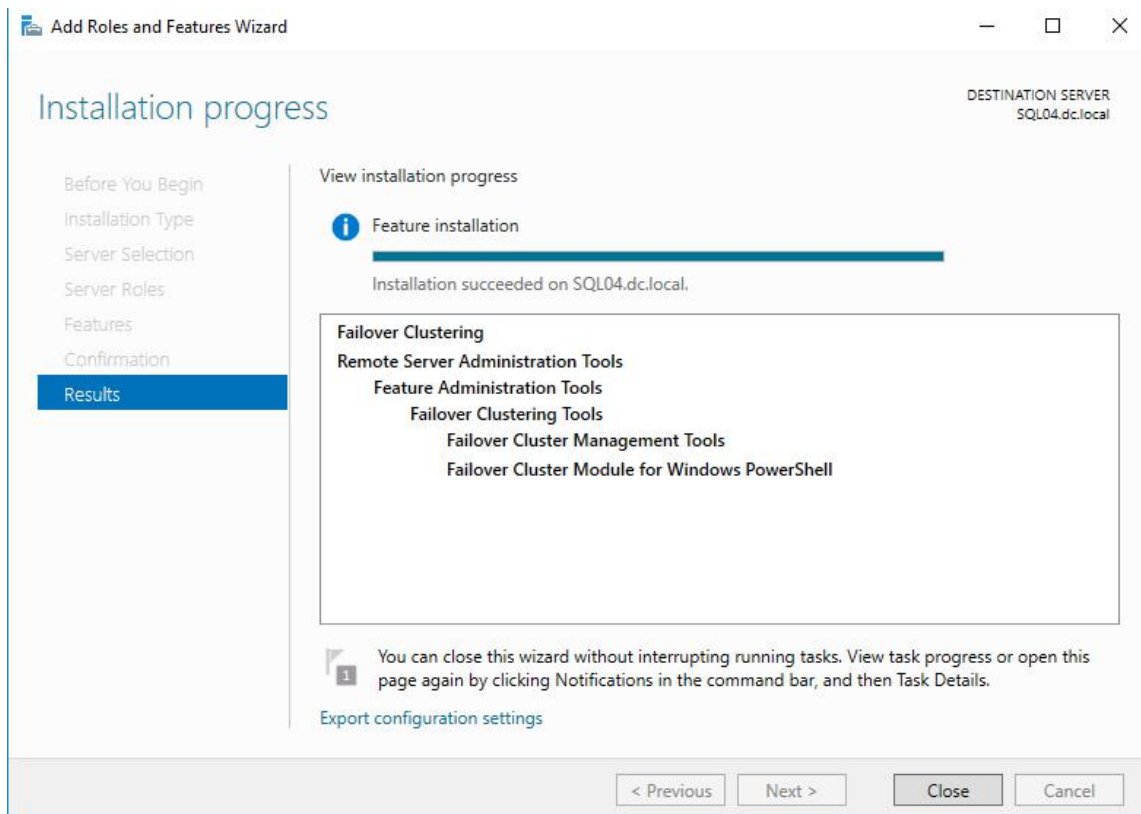 Add Roles and Features Wizard
Installation progress
DESTINATION SERVER
SQL04.dc.local
Before You Begin
Installation Type
Server Selection
Server Roles
Features
Confirmation
Results
View installation progress
Feature installation
Installation succeeded on SQL04.dc.local.
Failover Clustering
Remote Server Administration Tools
Feature Administration Tools
Failover Clustering Tools
Failover Cluster Management Tools
Failover Cluster Module for Windows PowerShell
1
You can close this wizard without interrupting running tasks. View task progress or open this
page again by clicking Notifications in the command bar, and then Task Details.
Export configuration settings
< Previous
Next >
Close
Cancel